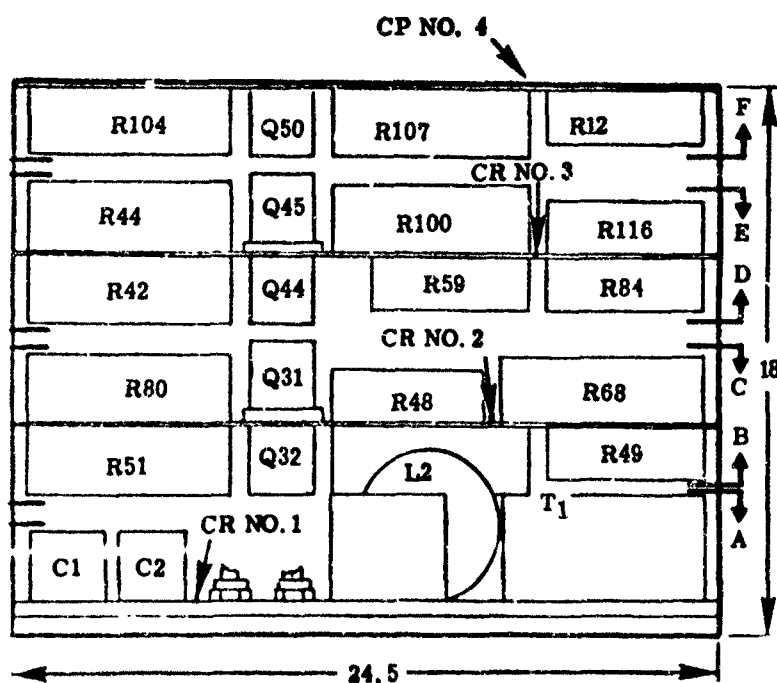 CP NO. 4
R104
Q50
R107
R12
F
CR NO. 3
R44
Q45
R100
R116
E
R42
Q44
R59
R84
D
CR NO. 2
R80
Q31
R48
R68
C
18
R51
Q32
L2
R49
B
T1
CR NO. 1
A
C1
C2
24.5